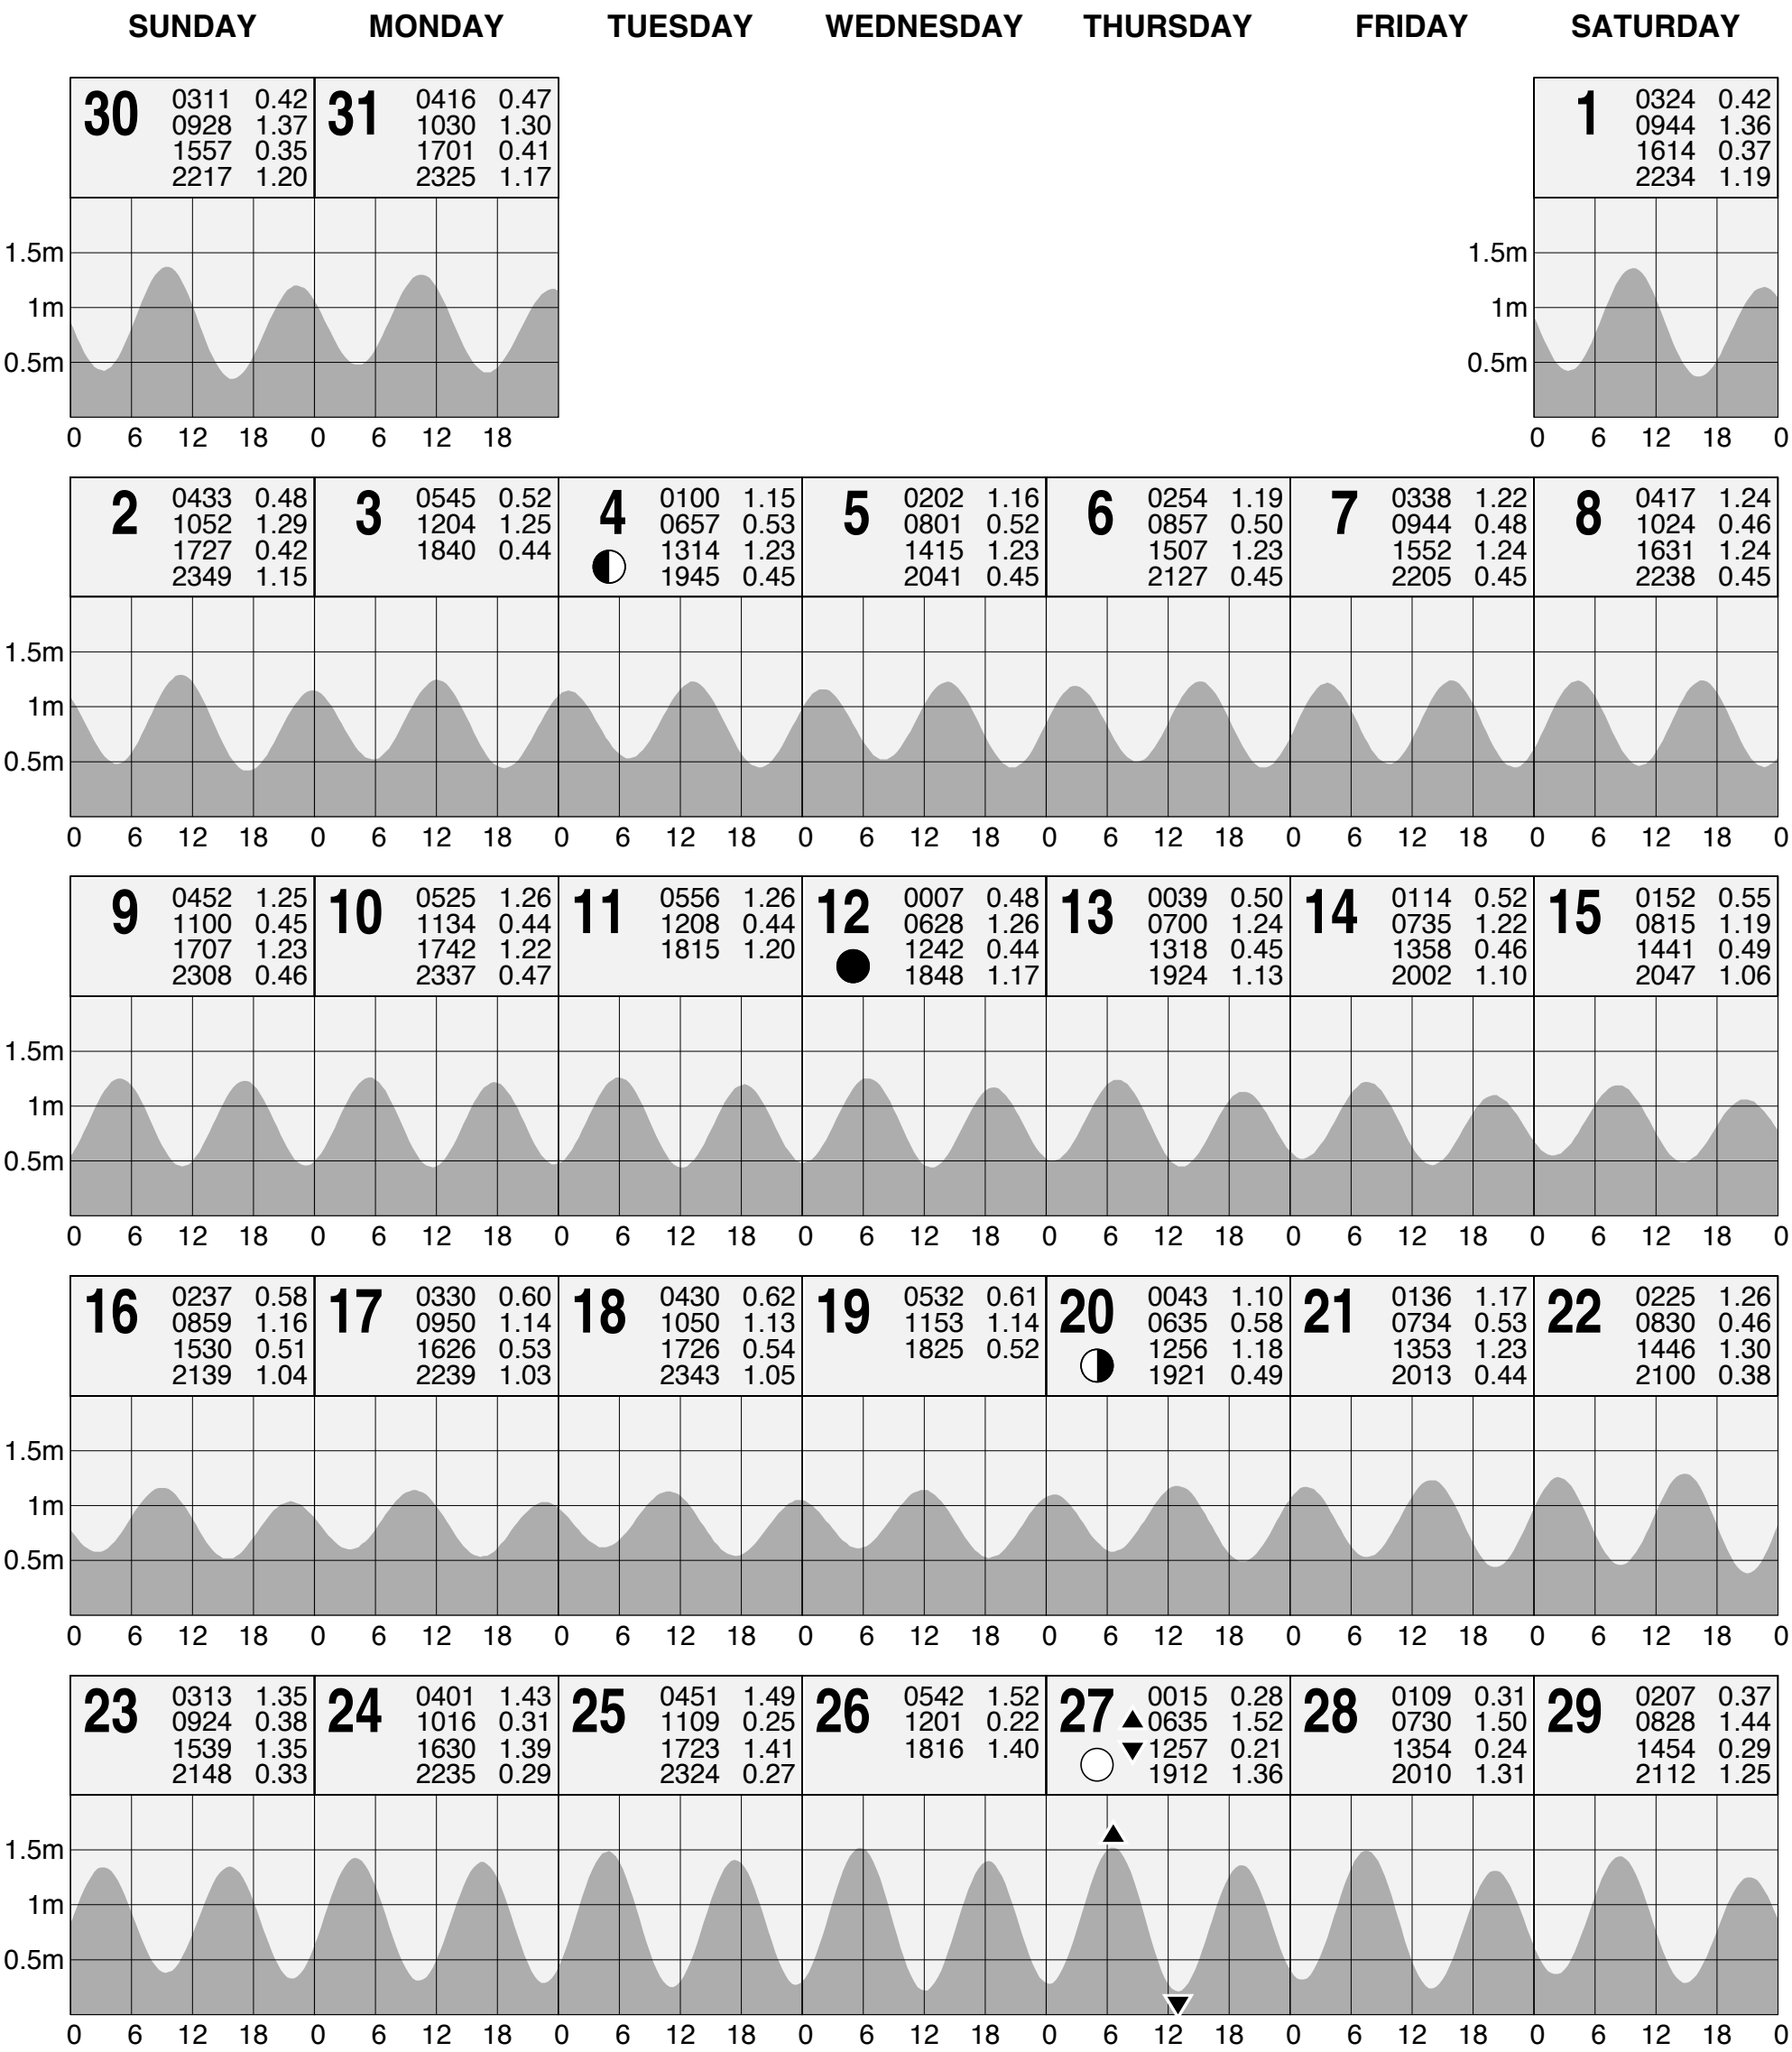 SUNDAY MONDAY TUESDAY WEDNESDAY THURSDAY FRIDAY SATURDAY
30 0311 0.42 31 0416 0.47 1 0324 0.42
0928 1.37 1030 1.30 0944 1.36
1557 0.35 1701 0.41 1614 0.37
2217 1.20 2325 1.17 2234 1.19
1.5m 1.5m
1m 1m
0.5m 0.5m
0 6 12 18 0 6 12 18 0 6 12 18 0
2 0433 0.48 3 0545 0.52 4 0100 1.15 5 0202 1.16 6 0254 1.19 7 0338 1.22 8 0417 1.24
1052 1.29 1204 1.25 0657 0.53 0801 0.52 0857 0.50 0944 0.48 1024 0.46
1727 0.42 1840 0.44 1314 1.23 1415 1.23 1507 1.23 1552 1.24 1631 1.24
2349 1.15 1945 0.45 2041 0.45 2127 0.45 2205 0.45 2238 0.45
1.5m
1m
0.5m
0 6 12 18 0 6 12 18 0 6 12 18 0 6 12 18 0 6 12 18 0 6 12 18 0 6 12 18 0
9 0452 1.25 10 0525 1.26 11 0556 1.26 12 0007 0.48 13 0039 0.50 14 0114 0.52 15 0152 0.55
1100 0.45 1134 0.44 1208 0.44 0628 1.26 0700 1.24 0735 1.22 0815 1.19
1707 1.23 1742 1.22 1815 1.20 1242 0.44 1318 0.45 1358 0.46 1441 0.49
2308 0.46 2337 0.47 1848 1.17 1924 1.13 2002 1.10 2047 1.06
1.5m
1m
0.5m
0 6 12 18 0 6 12 18 0 6 12 18 0 6 12 18 0 6 12 18 0 6 12 18 0 6 12 18 0
16 0237 0.58 17 0330 0.60 18 0430 0.62 19 0532 0.61 20 0043 1.10 21 0136 1.17 22 0225 1.26
0859 1.16 0950 1.14 1050 1.13 1153 1.14 0635 0.58 0734 0.53 0830 0.46
1530 0.51 1626 0.53 1726 0.54 1825 0.52 1256 1.18 1353 1.23 1446 1.30
2139 1.04 2239 1.03 2343 1.05 1921 0.49 2013 0.44 2100 0.38
1.5m
1m
0.5m
0 6 12 18 0 6 12 18 0 6 12 18 0 6 12 18 0 6 12 18 0 6 12 18 0 6 12 18 0
23 0313 1.35 24 0401 1.43 25 0451 1.49 26 0542 1.52 27 0015 0.28 28 0109 0.31 29 0207 0.37
0924 0.38 1016 0.31 1109 0.25 1201 0.22 0635 1.52 0730 1.50 0828 1.44
1539 1.35 1630 1.39 1723 1.41 1816 1.40 1257 0.21 1354 0.24 1454 0.29
2148 0.33 2235 0.29 2324 0.27 1912 1.36 2010 1.31 2112 1.25
1.5m
1m
0.5m
0 6 12 18 0 6 12 18 0 6 12 18 0 6 12 18 0 6 12 18 0 6 12 18 0 6 12 18 0